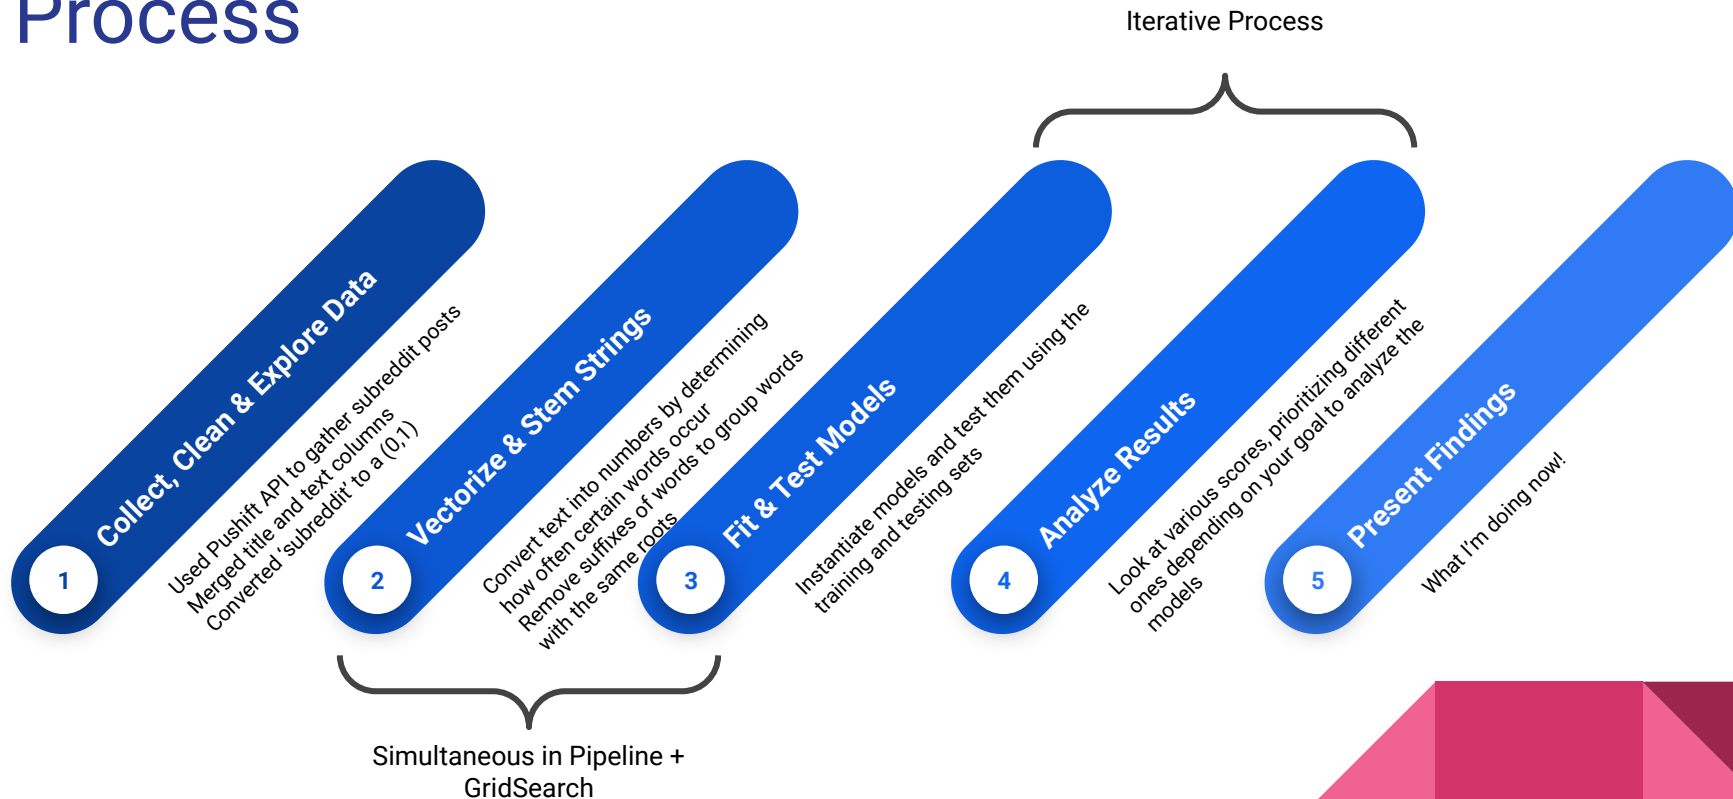 Process
Iterative Process
Collect, Clean & Explore Data
Used Pushift API to gather subreddit posts
Merged title and text columns
Converted ‘subreddit’ to a (0,1)
1
Vectorize & Stem Strings
Convert text into numbers by determining
how often certain words occur
Remove suffixes of words to group words
with the same roots
2
Fit & Test Models
Instantiate models and test them using the
training and testing sets
3
Analyze Results
Look at various scores, prioritizing different
ones depending on your goal to analyze the
models
4
Present Findings
What I’m doing now!
5
Simultaneous in Pipeline +
GridSearch